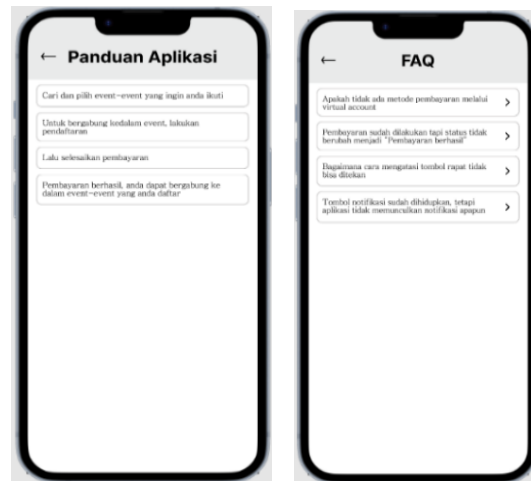 ← Panduan Aplikasi
Cari dan pilih event-event yang ingin anda ikuti
Untuk bergabung kedalam event, lakukan
pendaftaran
Lalu selesaikan pembayaran
Pembayaran berhasil, anda dapat bergabung ke
dalam event-event yang anda daftar
← FAQ
Apakah tidak ada metode pembayaran melalui
virtual account
Pembayaran sudah dilakukan tapi status tidak
berubah menjadi "Pembayaran berhasil"
Bagaimana cara mengatasi tombol rapat tidak
bisa ditekan
Tombol notifikasi sudah dihidupkan, tetapi
aplikasi tidak memunculkan notifikasi apapun